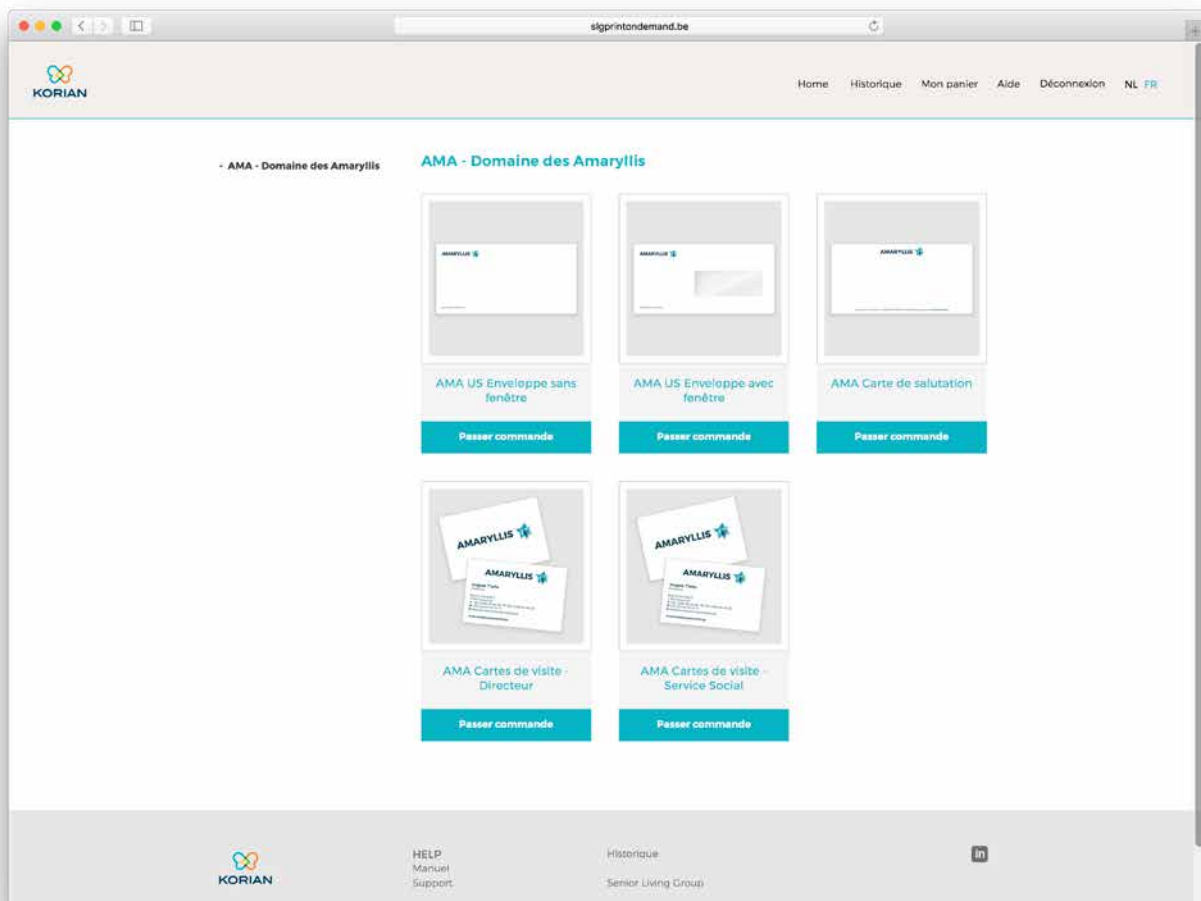 slgprintondemand.be
KORIAN
Home Historique Mon panier Aide Déconnexion NL FR
- AMA - Domaine des Amaryllis
AMA - Domaine des Amaryllis
AMARYLLIS
AMARYLLIS
AMARYLLIS
AMA US Enveloppe sans
fenêtre
AMA US Enveloppe avec
fenêtre
AMA Carte de salutation
Passer commande
Passer commande
Passer commande
AMARYLLIS
AMARYLLIS
AMARYLLIS
AMARYLLIS
AMA Cartes de visite -
Directeur
AMA Cartes de visite -
Service Social
Passer commande
Passer commande
KORIAN
HELP
Manuel
Support
Historique
Senior Living Group
in